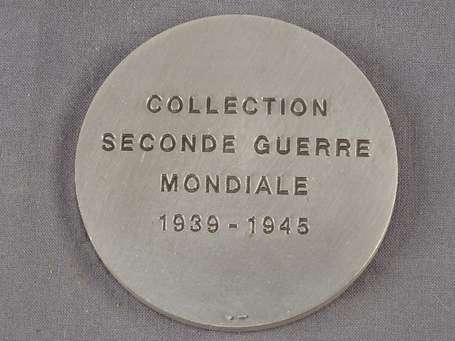 COLLECTION
SECONDE GUERRE
MONDIALE
1939 - 1945